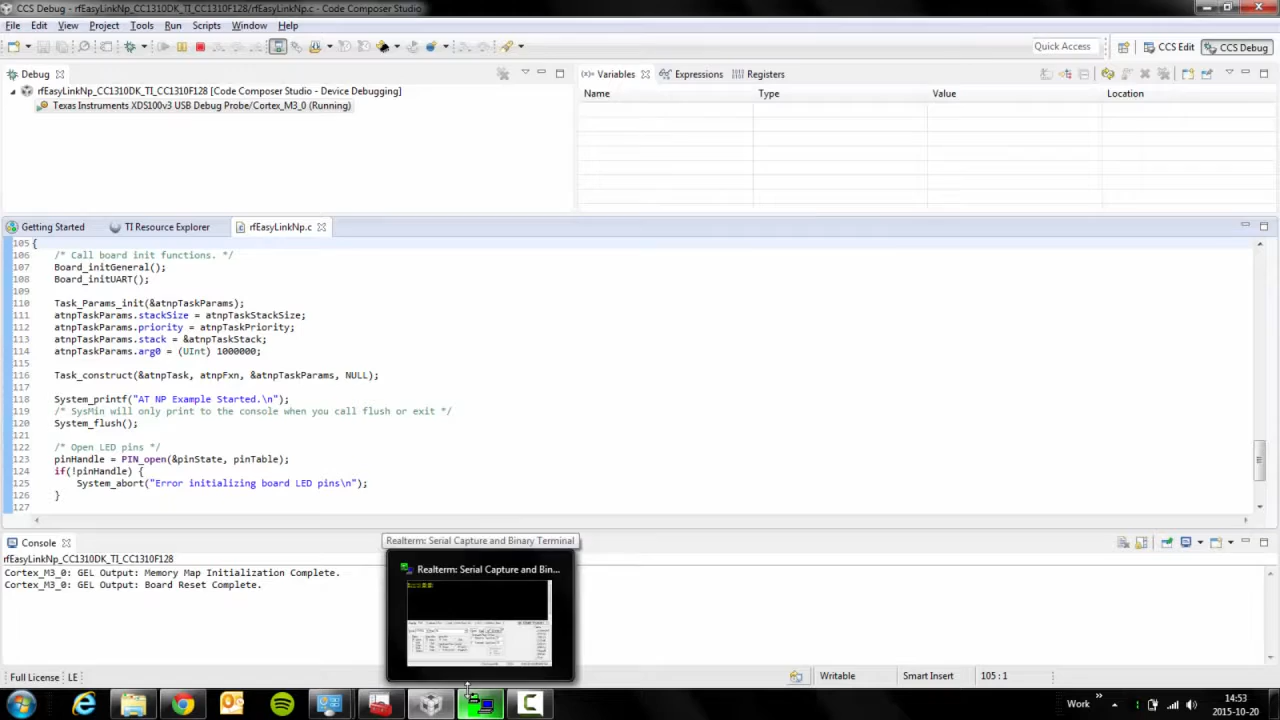 CCS Debug - rfEasyLinkNp_CC1310DK_TI_CC1310F128/rfEasyLinkNp.c - Code Composer Studio
File Edit View Project Tools Run Scripts Window Help
Quick Access CCS Edit CCS Debug
Debug
rfEasyLinkNp_CC1310DK_TI_CC1310F128 [Code Composer Studio - Device Debugging]
Texas Instruments XDS100v3 USB Debug Probe/Cortex_M3_0 (Running)
(x)= Variables Expressions Registers
Name Type Value Location
Getting Started TI Resource Explorer rfEasyLinkNp.c
105 {
106 /* Call board init functions. */
107 Board_initGeneral();
108 Board_initUART();
109
110 Task_Params_init(&atnpTaskParams);
111 atnpTaskParams.stackSize = atnpTaskStackSize;
112 atnpTaskParams.priority = atnpTaskPriority;
113 atnpTaskParams.stack = &atnpTaskStack;
114 atnpTaskParams.arg0 = (UInt) 1000000;
115
116 Task_construct(&atnpTask, atnpFxn, &atnpTaskParams, NULL);
117
118 System_printf("AT NP Example Started.\n");
119 /* SysMin will only print to the console when you call flush or exit */
120 System_flush();
121
122 /* Open LED pins */
123 pinHandle = PIN_open(&pinState, pinTable);
124 if(!pinHandle) {
125 System_abort("Error initializing board LED pins\n");
126 }
127
Console
rfEasyLinkNp_CC1310DK_TI_CC1310F128
Cortex_M3_0: GEL Output: Memory Map Initialization Complete.
Cortex_M3_0: GEL Output: Board Reset Complete.
Realterm: Serial Capture and Binary Terminal
Realterm: Serial Capture and Bin...
Full License LE Writable Smart Insert 105 : 1
Work » 14:53
2015-10-20